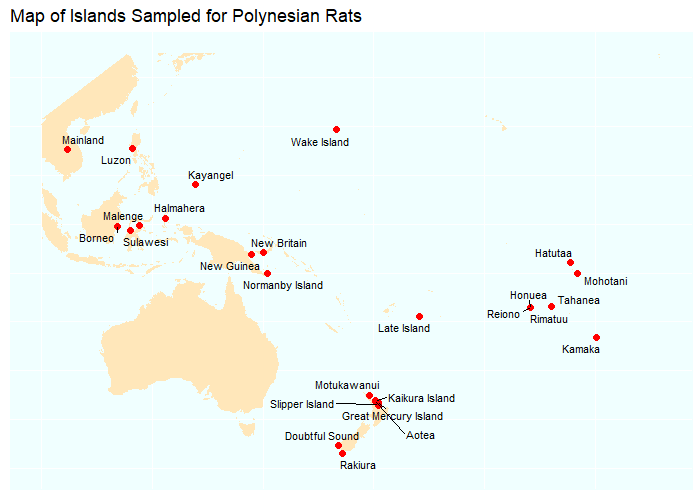 Map of Islands Sampled for Polynesian Rats
Mainland
Luzon
Wake Island
Kayangel
Malenge
Halmahera
Borneo
Sulawesi
New Britain
New Guinea
Normanby Island
Hatutaa
Mohotani
Honuea
Tahanea
Reiono
Rimatuu
Late Island
Kamaka
Motukawanui
Kaikura Island
Slipper Island
Great Mercury Island
Doubtful Sound
Aotea
Rakiura